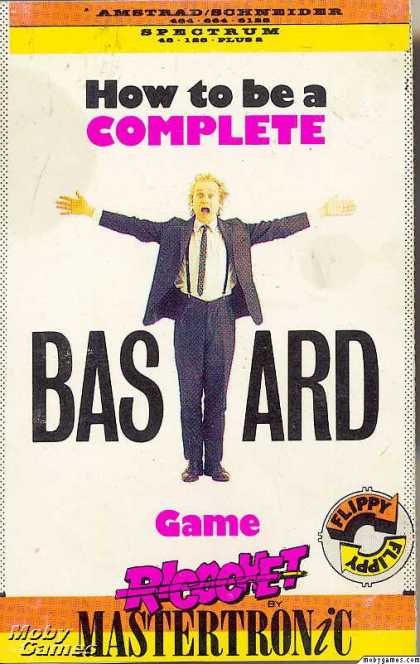 AMSTRAD/SCHNEIDER
464 · 664 · 6128
SPECTRUM
48 · 128 · PLUS 2
How to be a
COMPLETE
BAS ARD
Game
FLIPPY
FLIPPY
RICOCHET
BY
MASTERTRONiC
Moby
Games
mobygames.com